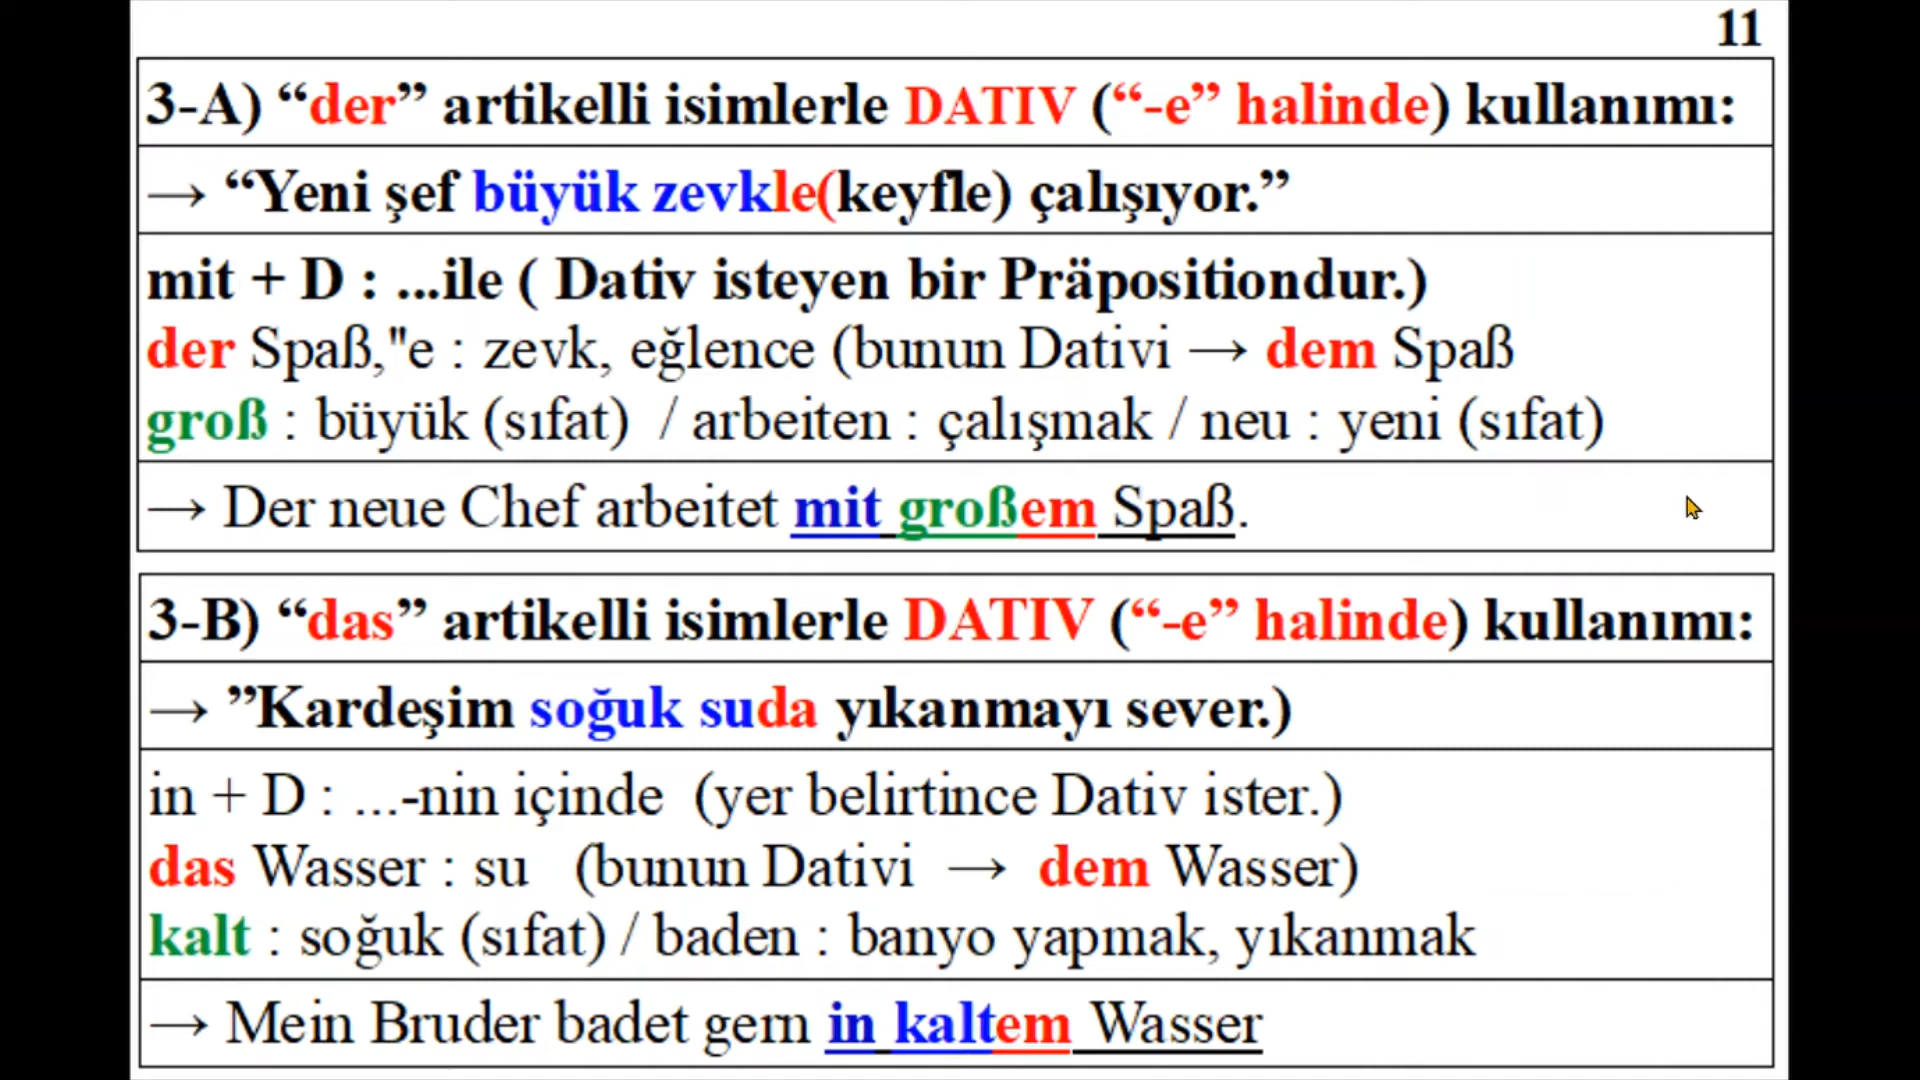 11
3-A) “der” artikelli isimlerle DATIV (“-e” halinde) kullanımı:
→ “Yeni şef büyük zevkle(keyfle) çalışıyor.”
mit + D : ...ile ( Dativ isteyen bir Präpositiondur.)
der Spaß,"e : zevk, eğlence (bunun Dativi → dem Spaß
groß : büyük (sıfat) / arbeiten : çalışmak / neu : yeni (sıfat)
→ Der neue Chef arbeitet mit großem Spaß.
3-B) “das” artikelli isimlerle DATIV (“-e” halinde) kullanımı:
→ ”Kardeşim soğuk suda yıkanmayı sever.)
in + D : ...-nin içinde (yer belirtince Dativ ister.)
das Wasser : su (bunun Dativi → dem Wasser)
kalt : soğuk (sıfat) / baden : banyo yapmak, yıkanmak
→ Mein Bruder badet gern in kaltem Wasser